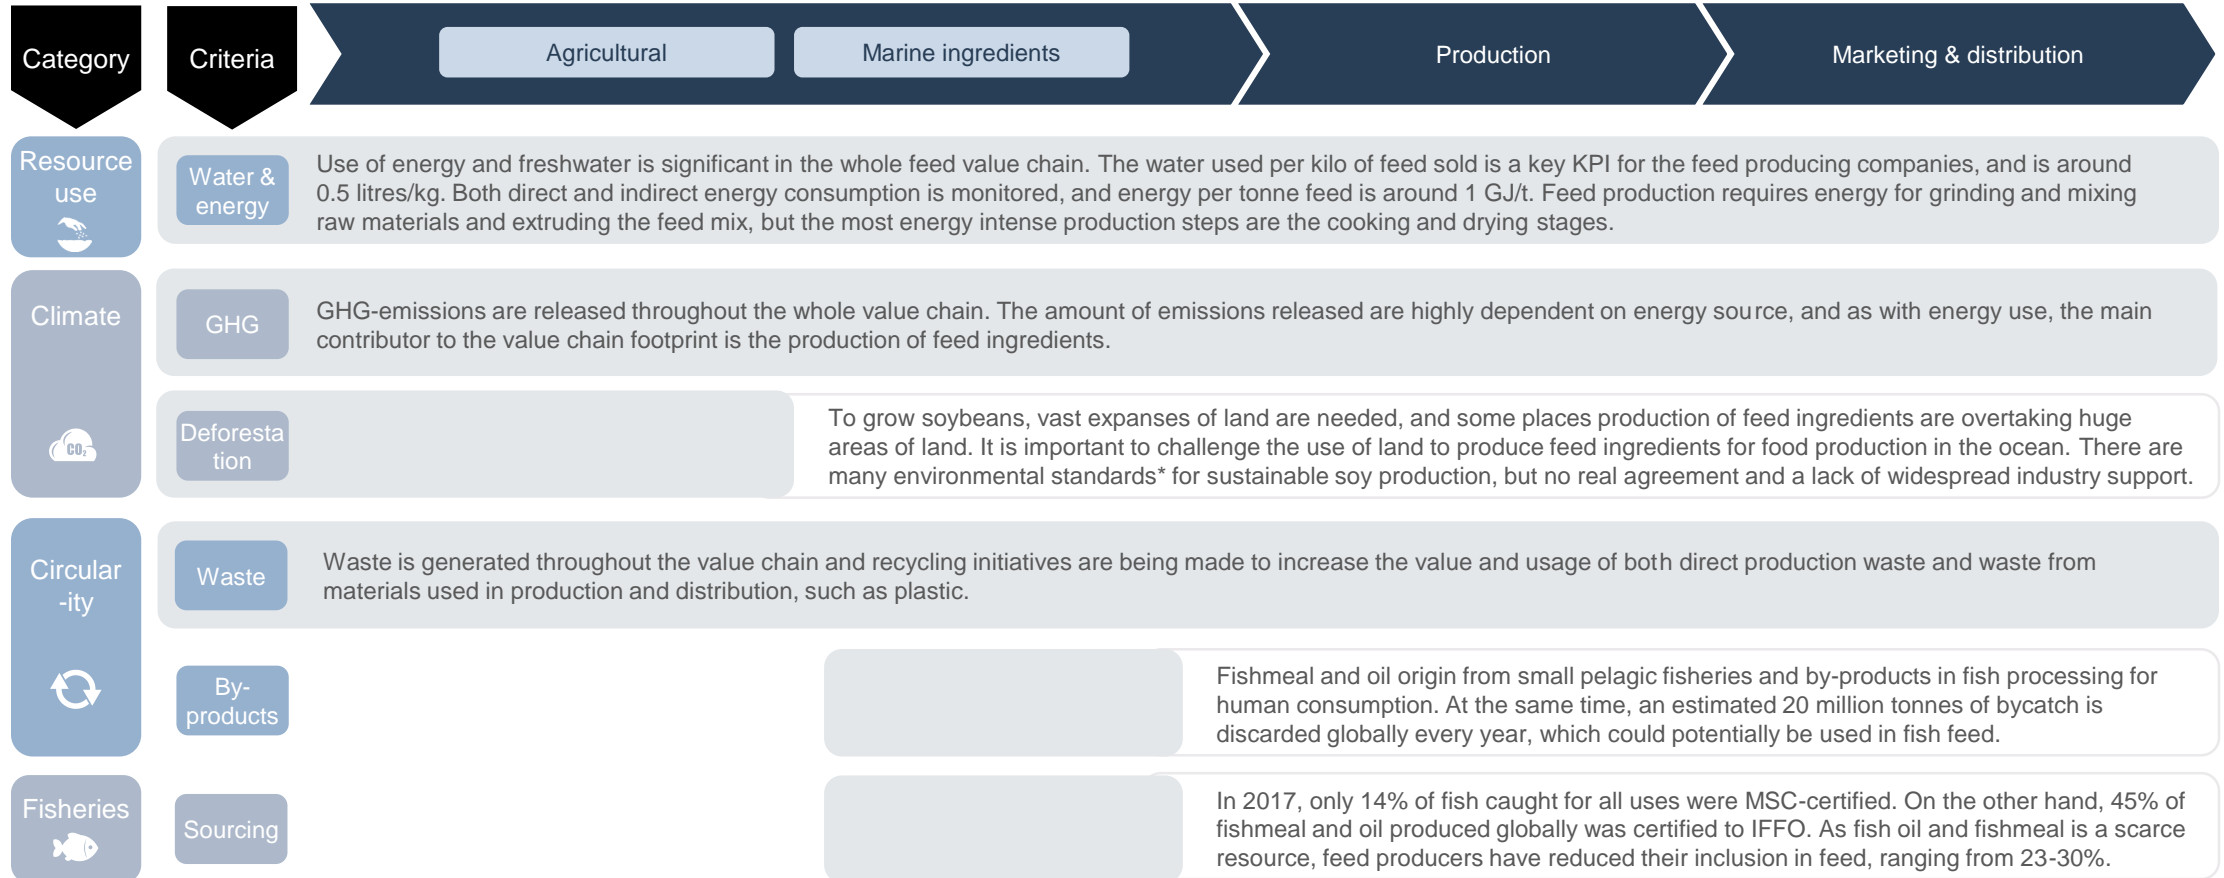 Category
Criteria
Agricultural
Marine ingredients
Production
Marketing & distribution
Resource
use
Water &
energy
Use of energy and freshwater is significant in the whole feed value chain. The water used per kilo of feed sold is a key KPI for the feed producing companies, and is around
0.5 litres/kg. Both direct and indirect energy consumption is monitored, and energy per tonne feed is around 1 GJ/t. Feed production requires energy for grinding and mixing
raw materials and extruding the feed mix, but the most energy intense production steps are the cooking and drying stages.
Climate
CO₂
GHG
GHG-emissions are released throughout the whole value chain. The amount of emissions released are highly dependent on energy source, and as with energy use, the main
contributor to the value chain footprint is the production of feed ingredients.
Deforesta
tion
To grow soybeans, vast expanses of land are needed, and some places production of feed ingredients are overtaking huge
areas of land. It is important to challenge the use of land to produce feed ingredients for food production in the ocean. There are
many environmental standards* for sustainable soy production, but no real agreement and a lack of widespread industry support.
Circular
-ity
Waste
Waste is generated throughout the value chain and recycling initiatives are being made to increase the value and usage of both direct production waste and waste from
materials used in production and distribution, such as plastic.
By-
products
Fishmeal and oil origin from small pelagic fisheries and by-products in fish processing for
human consumption. At the same time, an estimated 20 million tonnes of bycatch is
discarded globally every year, which could potentially be used in fish feed.
Fisheries
Sourcing
In 2017, only 14% of fish caught for all uses were MSC-certified. On the other hand, 45% of
fishmeal and oil produced globally was certified to IFFO. As fish oil and fishmeal is a scarce
resource, feed producers have reduced their inclusion in feed, ranging from 23-30%.